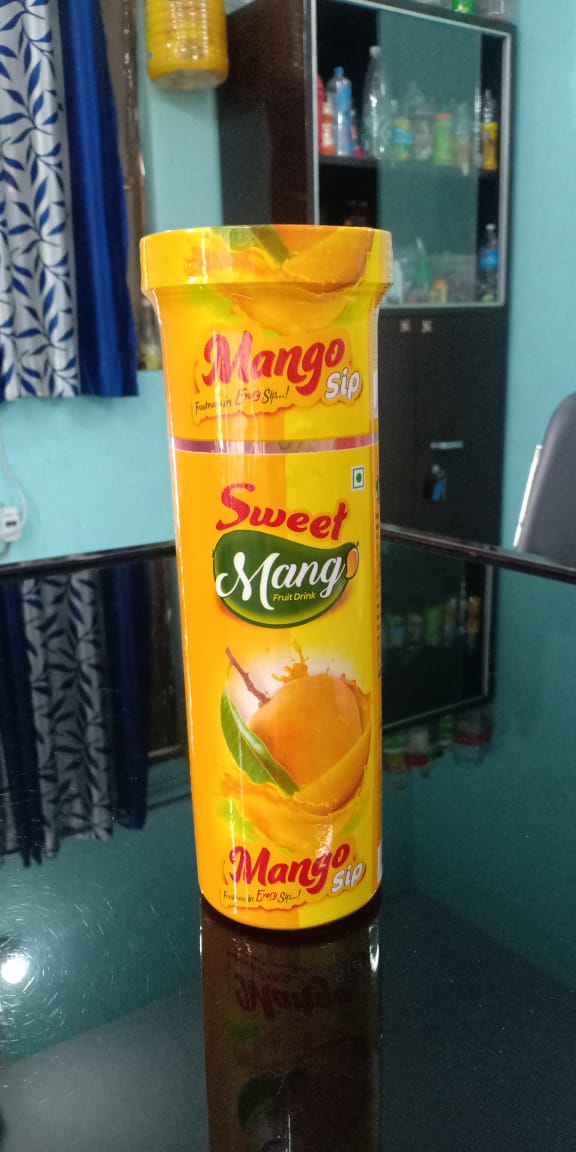 Mango
Sip
Freshness in Every Sip...!
Sweet
Mango
Fruit Drink
Mango
Sip
Freshness in Every Sip...!